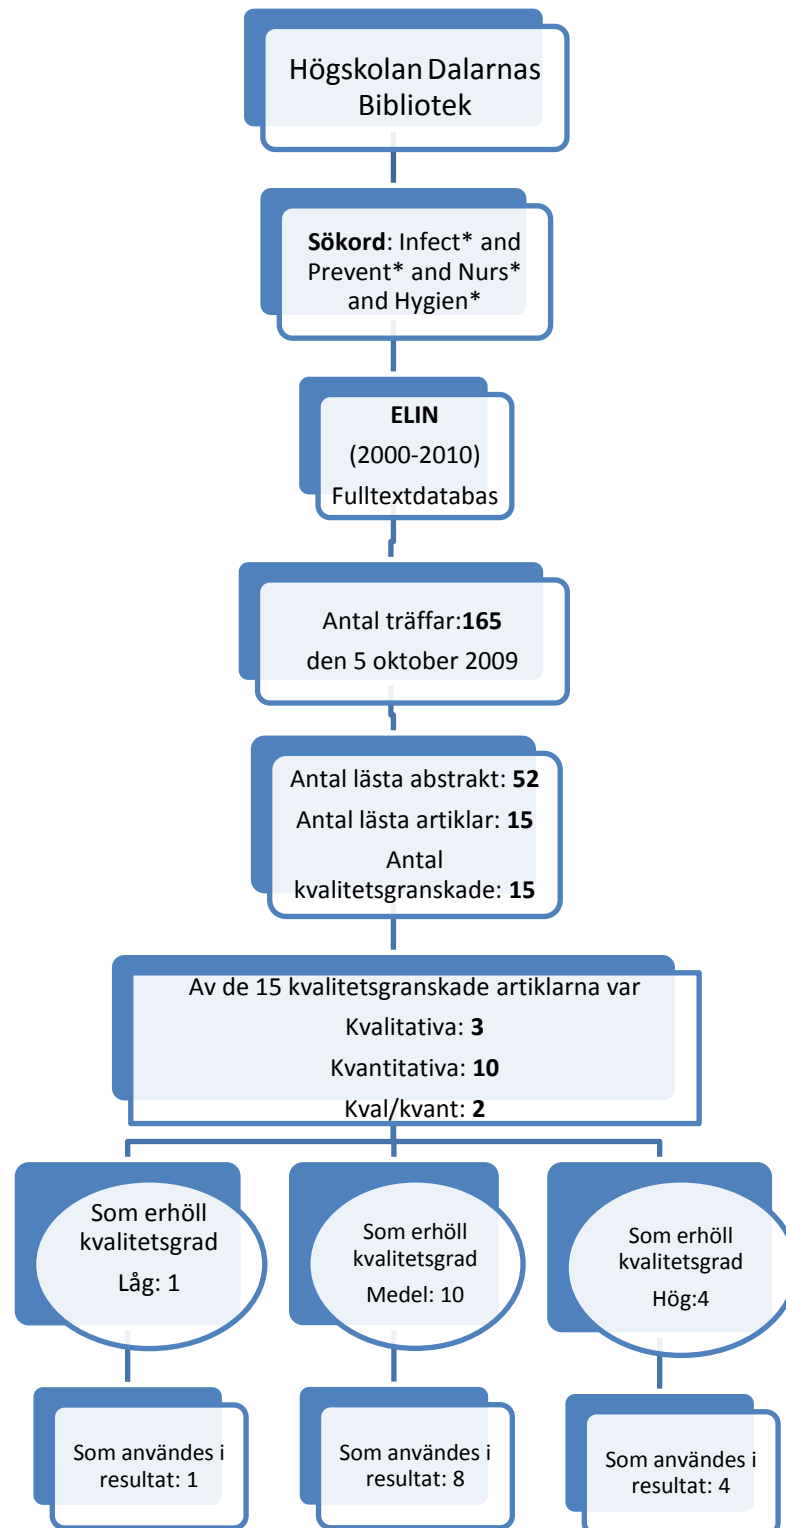 Högskolan Dalarnas
Bibliotek
Sökord: Infect* and
Prevent* and Nurs*
and Hygien*
ELIN
(2000-2010)
Fulltextdatabas
Antal träffar:165
den 5 oktober 2009
Antal lästa abstrakt: 52
Antal lästa artiklar: 15
Antal
kvalitetsgranskade: 15
Av de 15 kvalitetsgranskade artiklarna var
Kvalitativa: 3
Kvantitativa: 10
Kval/kvant: 2
Som erhöll
kvalitetsgrad
Låg: 1
Som erhöll
kvalitetsgrad
Medel: 10
Som erhöll
kvalitetsgrad
Hög:4
Som användes i
resultat: 1
Som användes i
resultat: 8
Som användes i
resultat: 4